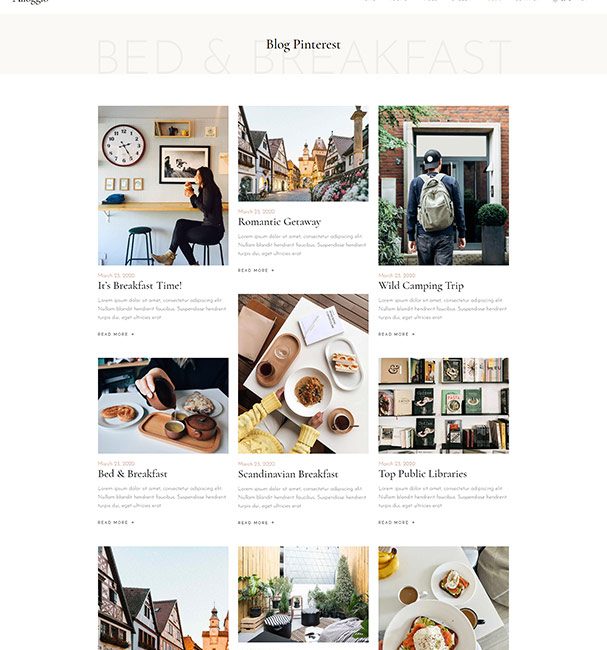 Alloggio
BED & BREAKFAST
Blog Pinterest
March 23, 2020
It's Breakfast Time!
Lorem ipsum dolor sit amet, consectetur adipiscing elit.
Nullam blandit hendrerit faucibus. Suspendisse hendrerit
turpis dui, eget ultricies erat
READ MORE
March 23, 2020
Romantic Getaway
Lorem ipsum dolor sit amet, consectetur adipiscing elit.
Nullam blandit hendrerit faucibus. Suspendisse hendrerit
turpis dui, eget ultricies erat
READ MORE
March 23, 2020
Wild Camping Trip
Lorem ipsum dolor sit amet, consectetur adipiscing elit.
Nullam blandit hendrerit faucibus. Suspendisse hendrerit
turpis dui, eget ultricies erat
READ MORE
March 23, 2020
Bed & Breakfast
Lorem ipsum dolor sit amet, consectetur adipiscing elit.
Nullam blandit hendrerit faucibus. Suspendisse hendrerit
turpis dui, eget ultricies erat
READ MORE
March 23, 2020
Scandinavian Breakfast
Lorem ipsum dolor sit amet, consectetur adipiscing elit.
Nullam blandit hendrerit faucibus. Suspendisse hendrerit
turpis dui, eget ultricies erat
READ MORE
PASTA
March 23, 2020
Top Public Libraries
Lorem ipsum dolor sit amet, consectetur adipiscing elit.
Nullam blandit hendrerit faucibus. Suspendisse hendrerit
turpis dui, eget ultricies erat
READ MORE